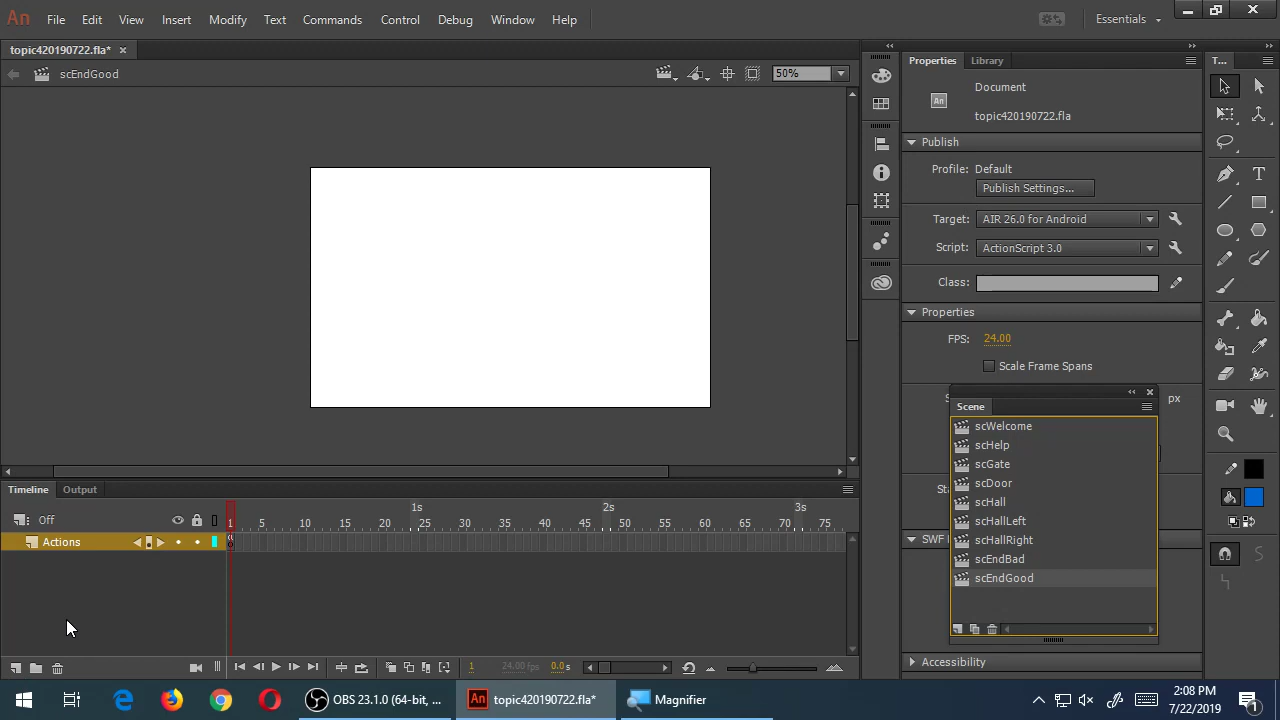 An File Edit View Insert Modify Text Commands Control Debug Window Help Essentials
topic420190722.fla* ×
scEndGood 50%
Properties Library T...
Document
An topic420190722.fla
Publish
Profile: Default
Publish Settings...
Target: AIR 26.0 for Android
Script: ActionScript 3.0
Class:
Properties
FPS: 24.00
Scale Frame Spans
px
Scene
scWelcome
scHelp
scGate
scDoor
scHall
scHallLeft
scHallRight
scEndBad
scEndGood
St
SWF
Accessibility
Timeline Output
Off
1s 2s 3s
1 5 10 15 20 25 30 35 40 45 50 55 60 65 70 75
Actions
1 24.00 fps 0.0 s
OBS 23.1.0 (64-bit, ... An topic420190722.fla* Magnifier
2:08 PM
7/22/2019
1